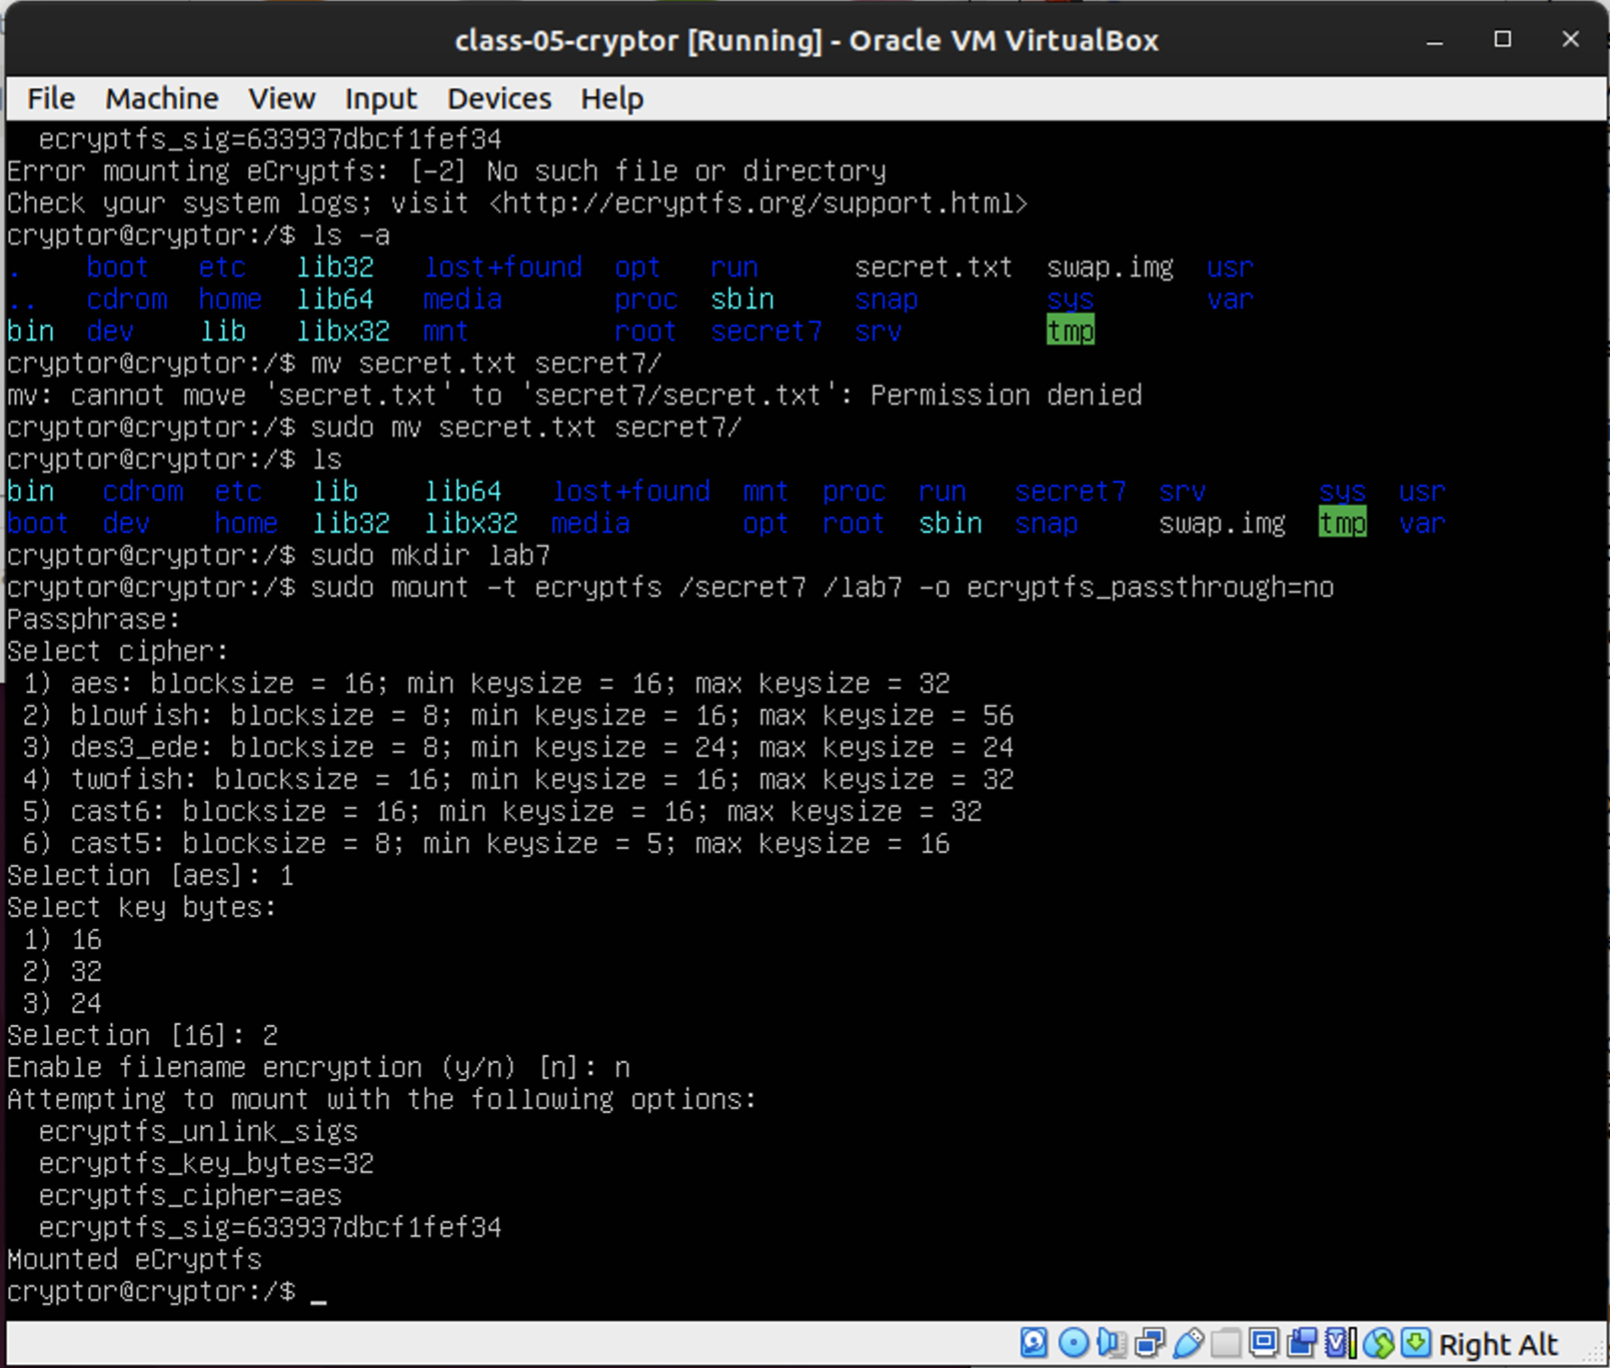 class-05-cryptor [Running] - Oracle VM VirtualBox
File Machine View Input Devices Help
ecryptfs_sig=633937dbcf1fef34
Error mounting eCryptfs: [-2] No such file or directory
Check your system logs; visit <http://ecryptfs.org/support.html>
cryptor@cryptor:/$ ls -a
. boot etc lib32 lost+found opt run secret.txt swap.img usr
.. cdrom home lib64 media proc sbin snap sys var
bin dev lib libx32 mnt root secret7 srv tmp
cryptor@cryptor:/$ mv secret.txt secret7/
mv: cannot move 'secret.txt' to 'secret7/secret.txt': Permission denied
cryptor@cryptor:/$ sudo mv secret.txt secret7/
cryptor@cryptor:/$ ls
bin cdrom etc lib lib64 lost+found mnt proc run secret7 srv sys usr
boot dev home lib32 libx32 media opt root sbin snap swap.img tmp var
cryptor@cryptor:/$ sudo mkdir lab7
cryptor@cryptor:/$ sudo mount -t ecryptfs /secret7 /lab7 -o ecryptfs_passthrough=no
Passphrase:
Select cipher:
1) aes: blocksize = 16; min keysize = 16; max keysize = 32
2) blowfish: blocksize = 8; min keysize = 16; max keysize = 56
3) des3_ede: blocksize = 8; min keysize = 24; max keysize = 24
4) twofish: blocksize = 16; min keysize = 16; max keysize = 32
5) cast6: blocksize = 16; min keysize = 16; max keysize = 32
6) cast5: blocksize = 8; min keysize = 5; max keysize = 16
Selection [aes]: 1
Select key bytes:
1) 16
2) 32
3) 24
Selection [16]: 2
Enable filename encryption (y/n) [n]: n
Attempting to mount with the following options:
ecryptfs_unlink_sigs
ecryptfs_key_bytes=32
ecryptfs_cipher=aes
ecryptfs_sig=633937dbcf1fef34
Mounted eCryptfs
cryptor@cryptor:/$ _
Right Alt